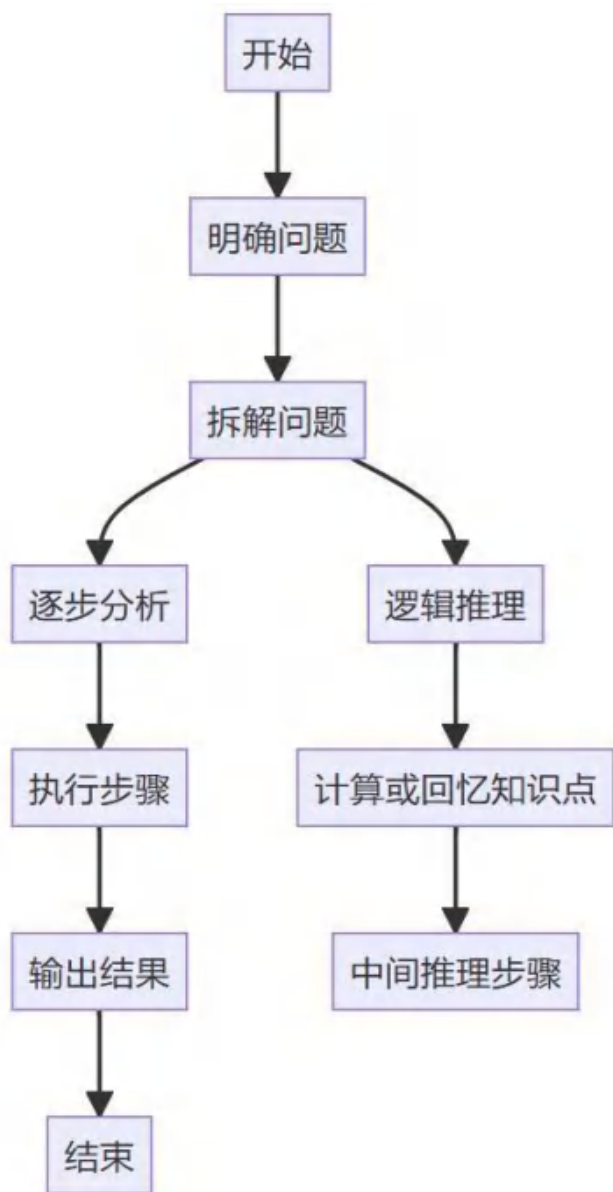 开始
明确问题
拆解问题
逐步分析
逻辑推理
执行步骤
计算或回忆知识点
输出结果
中间推理步骤
结束